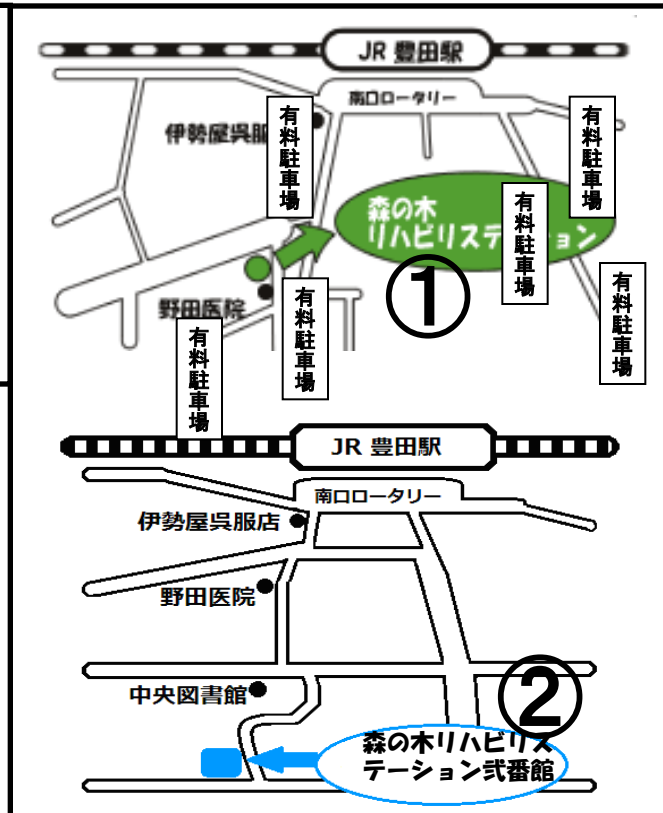 JR 豊田駅
南口ロータリー
伊勢屋呉服
有料駐車場
有料駐車場
森の木
リハビリステーション
有料駐車場
①
野田医院
有料駐車場
有料駐車場
有料駐車場
JR 豊田駅
南口ロータリー
伊勢屋呉服店
野田医院
中央図書館
②
森の木リハビリス
テーション弐番館